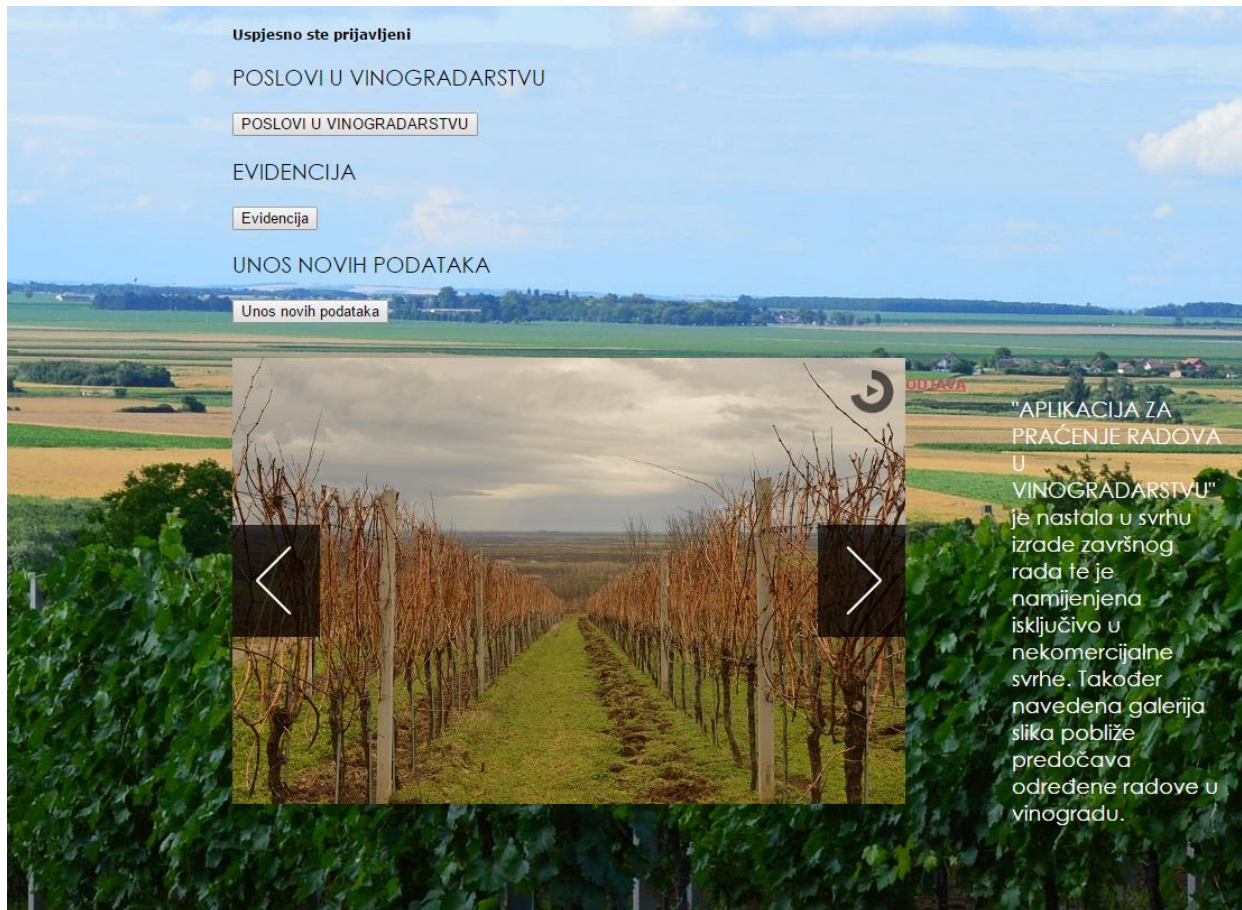 Uspjesno ste prijavljeni
POSLOVI U VINOGRADARSTVU
POSLOVI U VINOGRADARSTVU
EVIDENCIJA
Evidencija
UNOS NOVIH PODATAKA
Unos novih podataka
ODJAVA
"APLIKACIJA ZA
PRAĆENJE RADOVA
U
VINOGRADARSTVU"
je nastala u svrhu
izrade završnog
rada te je
namijenjena
isključivo u
nekomercijalne
svrhe. Također
navedena galerija
slika pobliže
predočava
određene radove u
vinogradu.